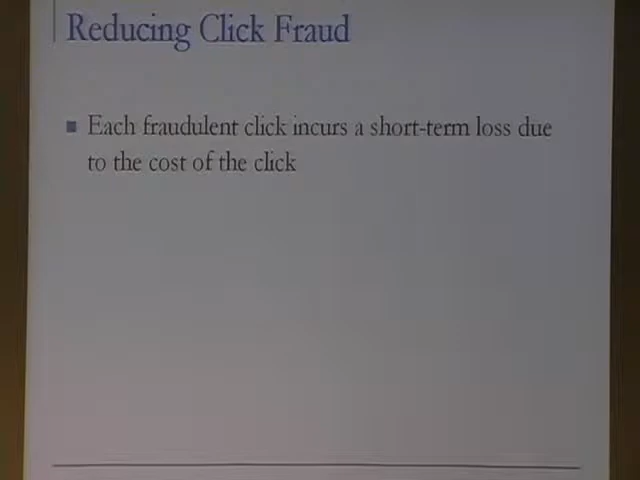 Reducing Click Fraud
Each fraudulent click incurs a short-term loss due
to the cost of the click